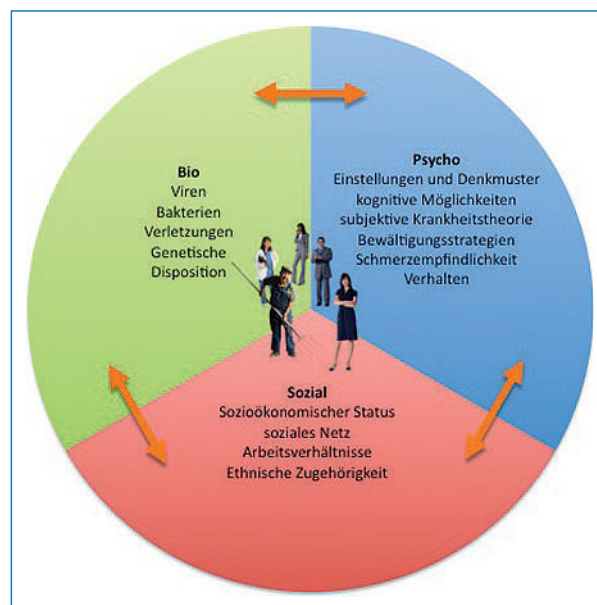 Bio
Viren
Bakterien
Verletzungen
Genetische
Disposition
Psycho
Einstellungen und Denkmuster
kognitive Möglichkeiten
subjektive Krankheitstheorie
Bewältigungsstrategien
Schmerzempfindlichkeit
Verhalten
Sozial
Sozioökonomischer Status
soziales Netz
Arbeitsverhältnisse
Ethnische Zugehörigkeit